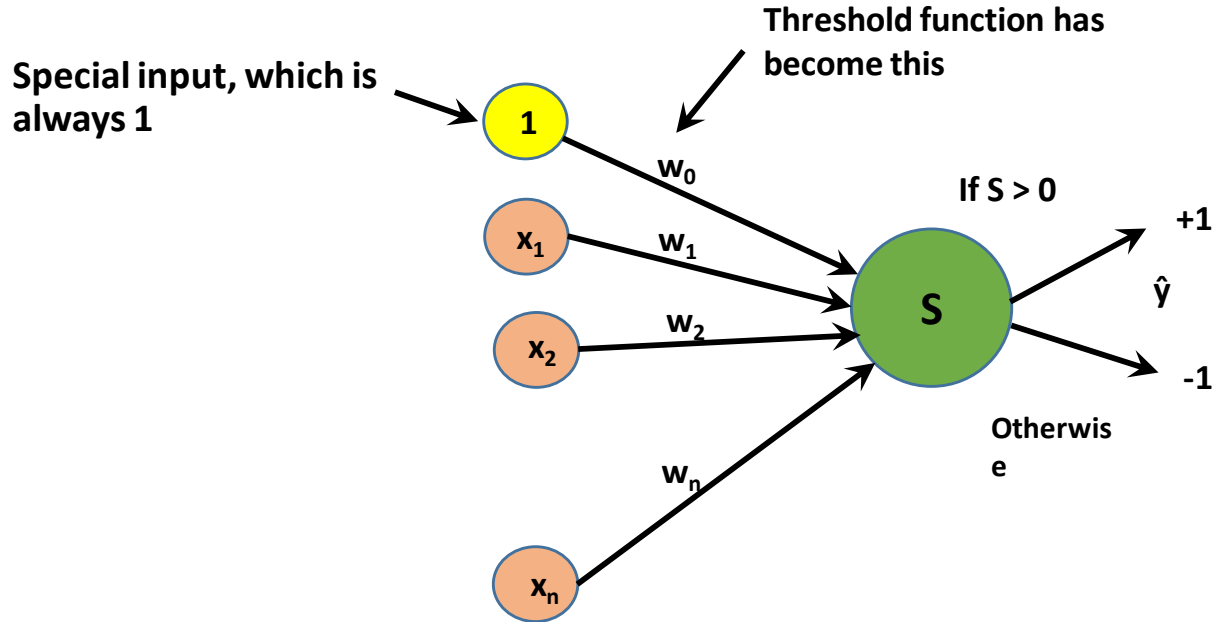 Threshold function has
become this
Special input, which is
always 1
1
w₀
If S > 0
x₁
w₁
+1
ŷ
S
x₂
w₂
-1
Otherwis
e
wₙ
xₙ